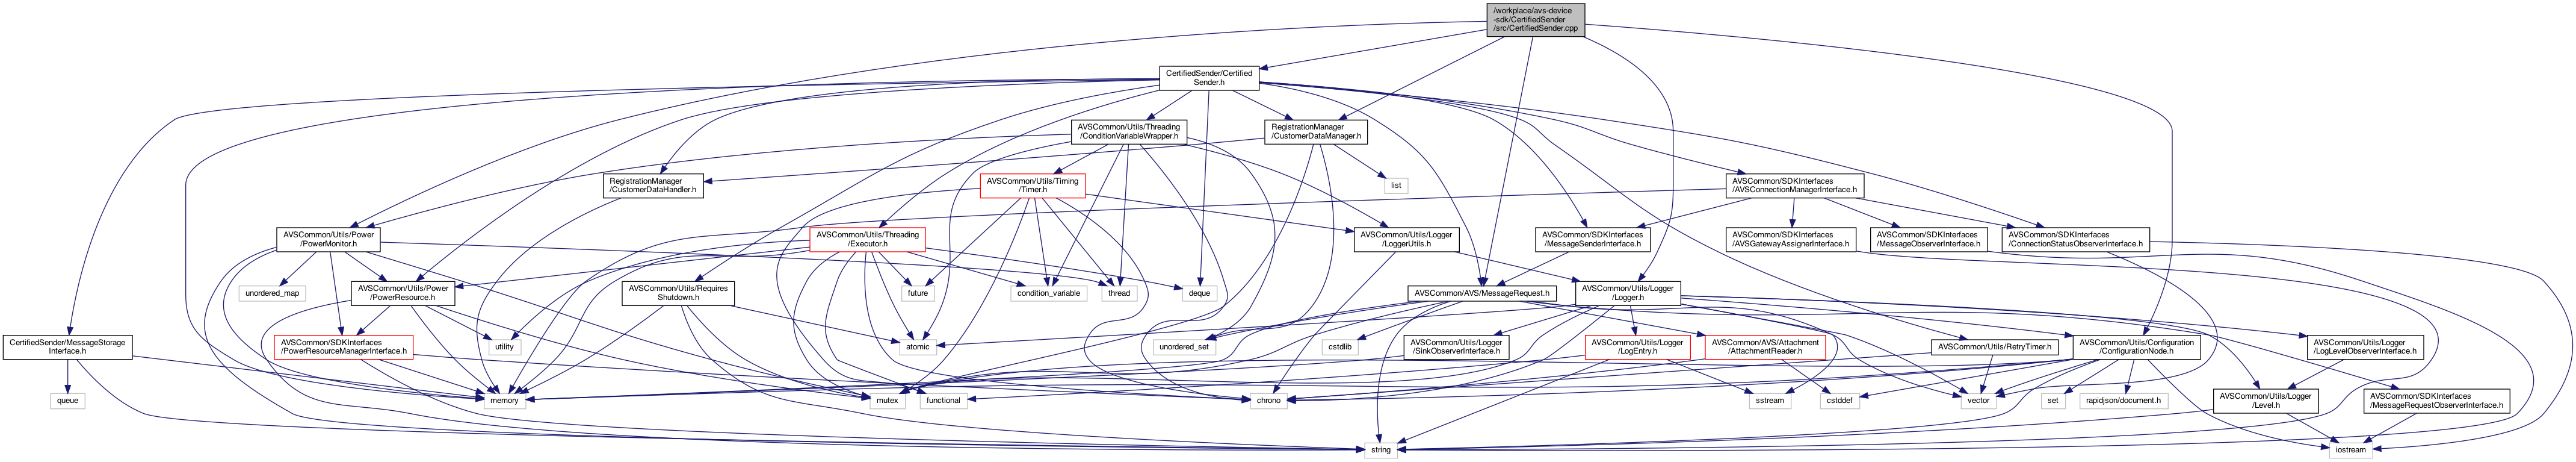 /workplace/avs-device
-sdk/CertifiedSender
/src/CertifiedSender.cpp
CertifiedSender/Certified
Sender.h
AVSCommon/Utils/Threading
/ConditionVariableWrapper.h
RegistrationManager
/CustomerDataManager.h
RegistrationManager
/CustomerDataHandler.h
AVSCommon/Utils/Timing
/Timer.h
list
AVSCommon/SDKInterfaces
/AVSConnectionManagerInterface.h
AVSCommon/Utils/Power
/PowerMonitor.h
AVSCommon/Utils/Threading
/Executor.h
AVSCommon/Utils/Logger
/LoggerUtils.h
AVSCommon/SDKInterfaces
/MessageSenderInterface.h
AVSCommon/SDKInterfaces
/AVSGatewayAssignerInterface.h
AVSCommon/SDKInterfaces
/MessageObserverInterface.h
AVSCommon/SDKInterfaces
/ConnectionStatusObserverInterface.h
unordered_map
AVSCommon/Utils/Power
/PowerResource.h
AVSCommon/Utils/Requires
Shutdown.h
future
condition_variable
thread
deque
AVSCommon/AVS/MessageRequest.h
AVSCommon/Utils/Logger
/Logger.h
CertifiedSender/MessageStorage
Interface.h
AVSCommon/SDKInterfaces
/PowerResourceManagerInterface.h
utility
atomic
unordered_set
cstdlib
AVSCommon/Utils/Logger
/SinkObserverInterface.h
AVSCommon/Utils/Logger
/LogEntry.h
AVSCommon/AVS/Attachment
/AttachmentReader.h
AVSCommon/Utils/RetryTimer.h
AVSCommon/Utils/Configuration
/ConfigurationNode.h
AVSCommon/Utils/Logger
/LogLevelObserverInterface.h
queue
memory
mutex
functional
chrono
sstream
cstddef
vector
set
rapidjson/document.h
AVSCommon/Utils/Logger
/Level.h
AVSCommon/SDKInterfaces
/MessageRequestObserverInterface.h
string
iostream